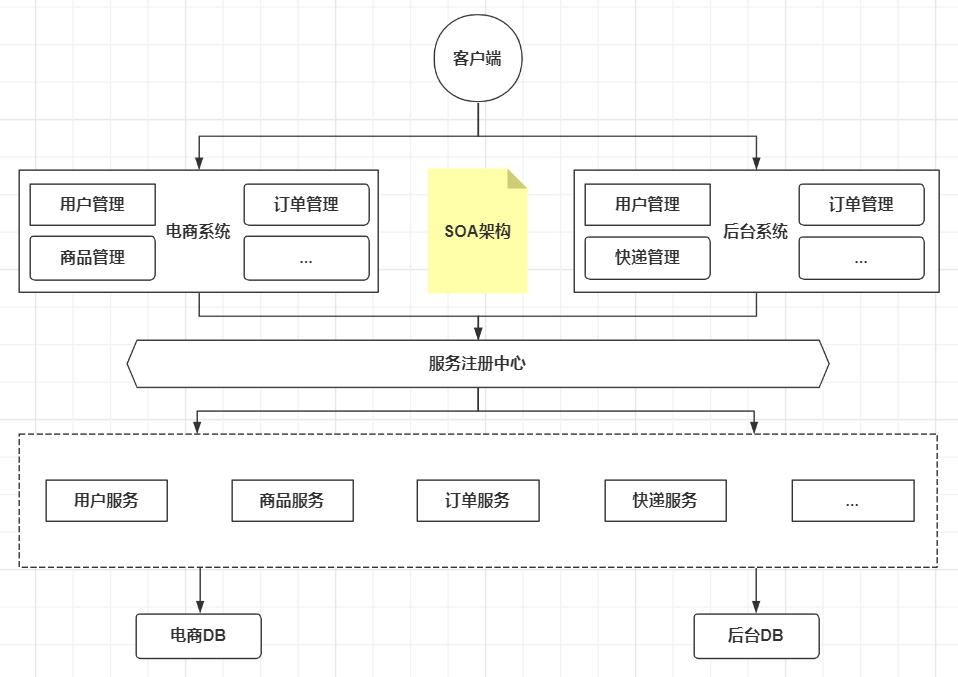 客户端
用户管理
订单管理
电商系统
商品管理
...
SOA架构
用户管理
订单管理
后台系统
快递管理
...
服务注册中心
用户服务
商品服务
订单服务
快递服务
...
电商DB
后台DB